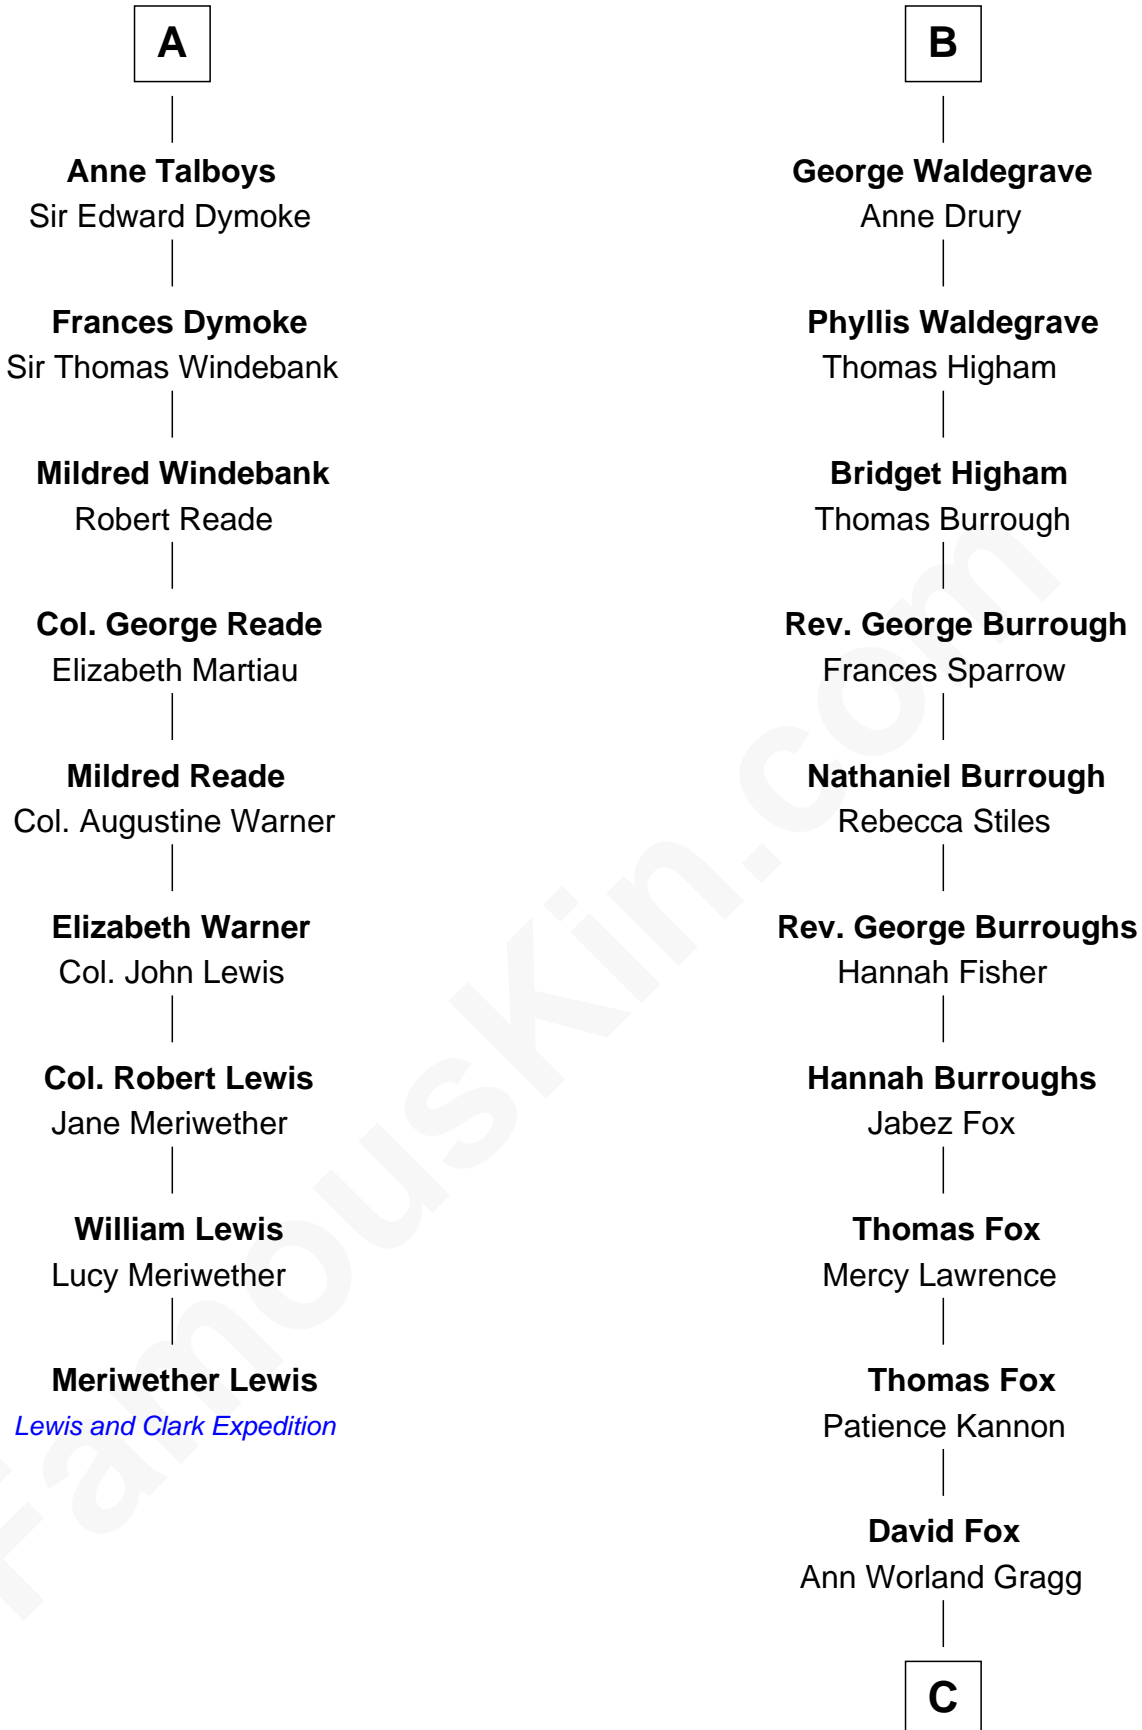 A
Anne Talboys
Sir Edward Dymoke
Frances Dymoke
Sir Thomas Windebank
Mildred Windebank
Robert Reade
Col. George Reade
Elizabeth Martiau
Mildred Reade
Col. Augustine Warner
Elizabeth Warner
Col. John Lewis
Col. Robert Lewis
Jane Meriwether
William Lewis
Lucy Meriwether
Meriwether Lewis
Lewis and Clark Expedition
B
George Waldegrave
Anne Drury
Phyllis Waldegrave
Thomas Higham
Bridget Higham
Thomas Burrough
Rev. George Burrough
Frances Sparrow
Nathaniel Burrough
Rebecca Stiles
Rev. George Burroughs
Hannah Fisher
Hannah Burroughs
Jabez Fox
Thomas Fox
Mercy Lawrence
Thomas Fox
Patience Kannon
David Fox
Ann Worland Gragg
C
FamousKin.com